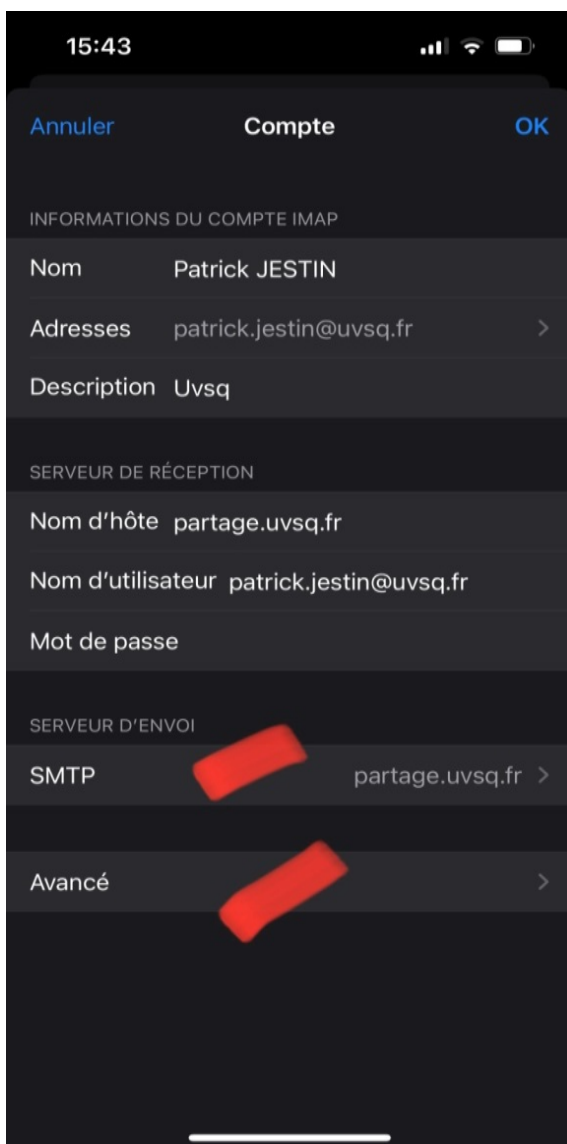 15:43
Annuler Compte OK
INFORMATIONS DU COMPTE IMAP
Nom Patrick JESTIN
Adresses patrick.jestin@uvsq.fr
Description Uvsq
SERVEUR DE RÉCEPTION
Nom d'hôte partage.uvsq.fr
Nom d'utilisateur patrick.jestin@uvsq.fr
Mot de passe
SERVEUR D'ENVOI
SMTP partage.uvsq.fr
Avancé